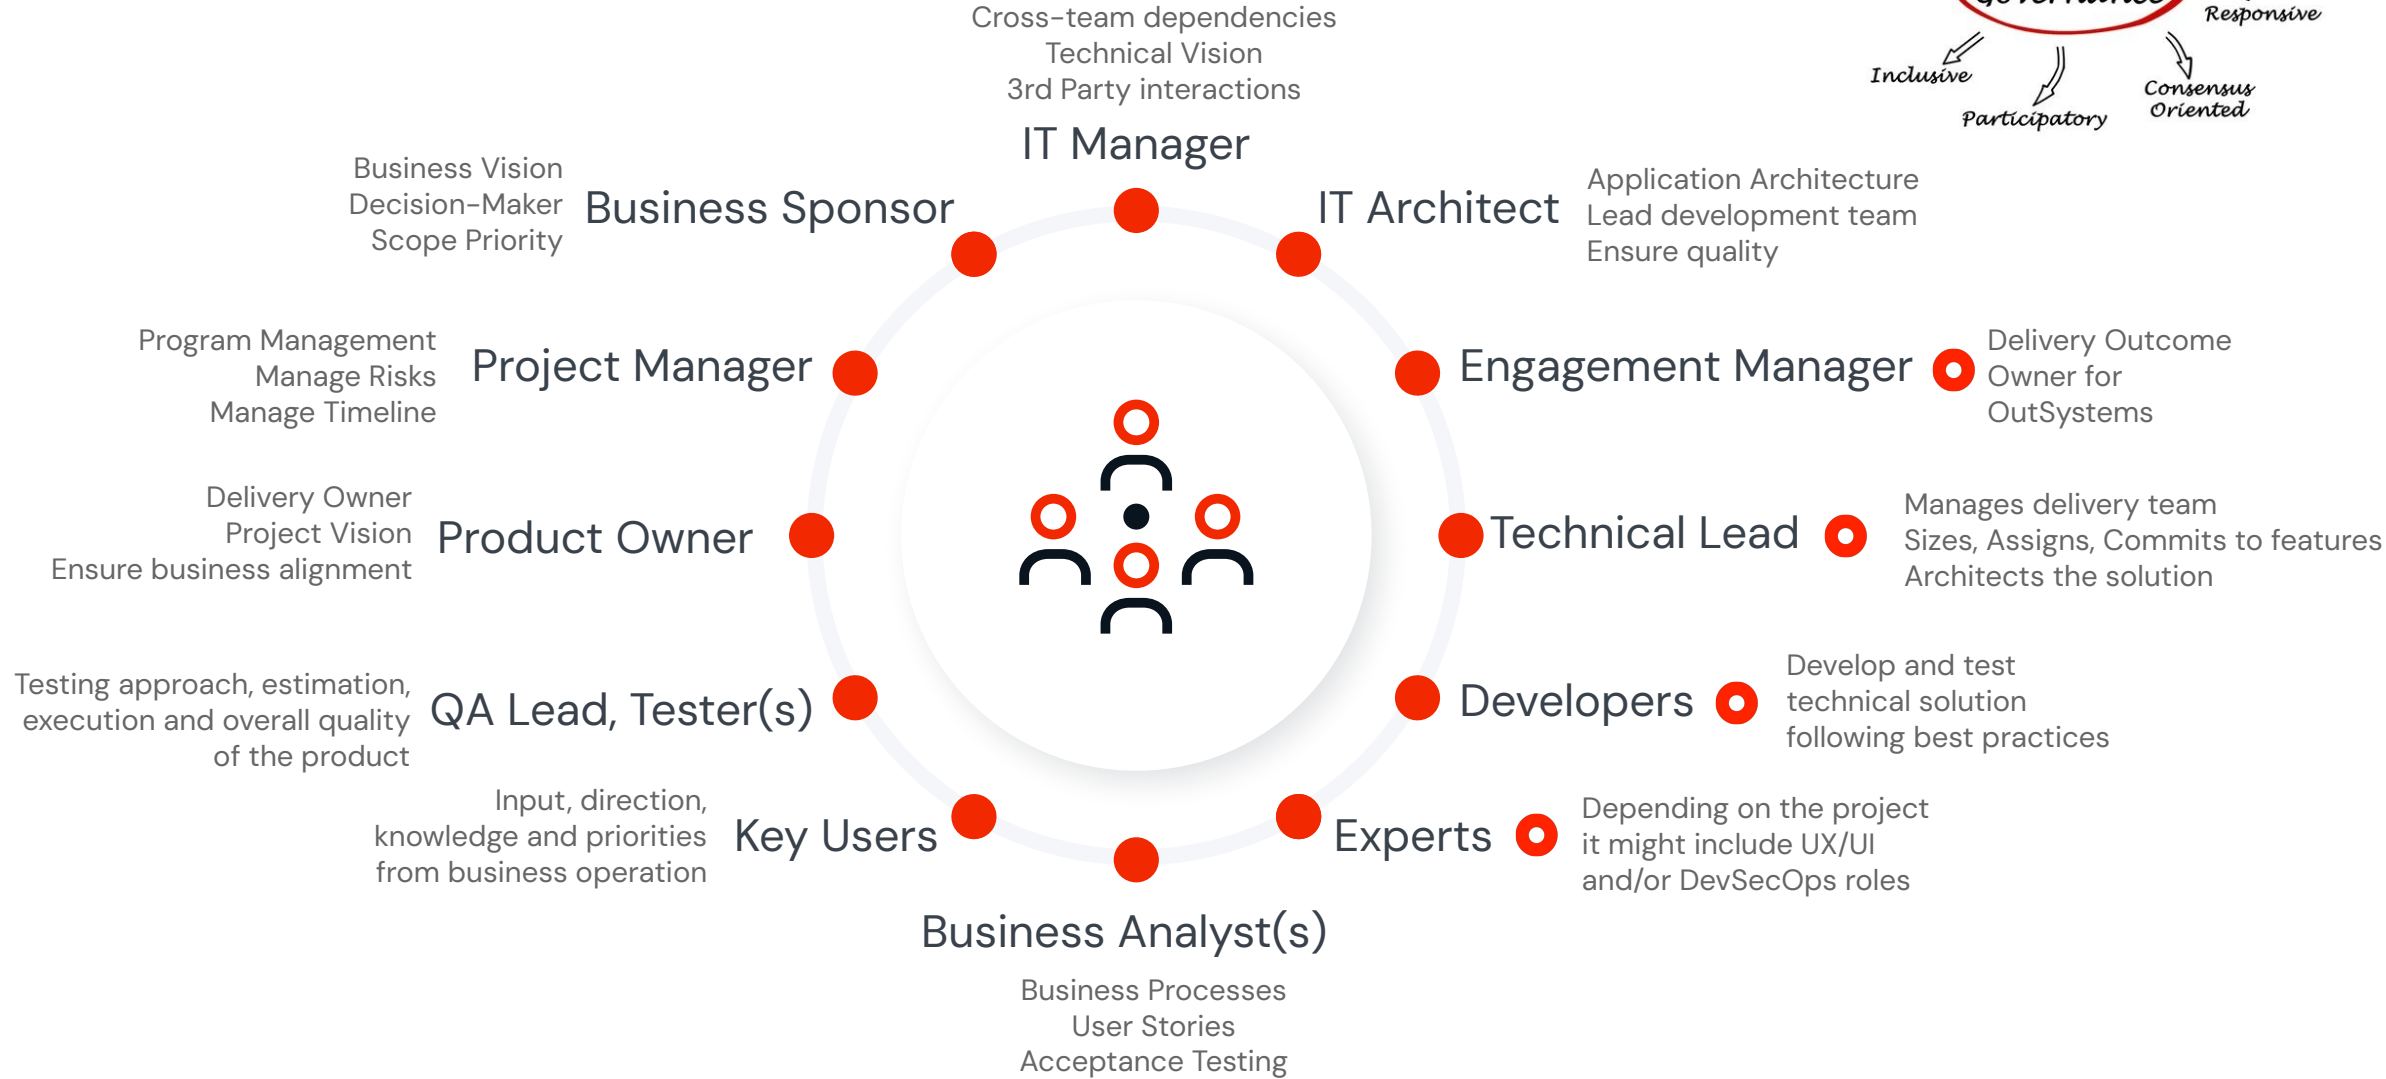 Cross-team dependencies
Technical Vision
3rd Party interactions
IT Manager
Responsive
Inclusive
Participatory
Consensus
Oriented
Business Vision
Decision-Maker
Scope Priority
Business Sponsor
IT Architect
Application Architecture
Lead development team
Ensure quality
Program Management
Manage Risks
Manage Timeline
Project Manager
Engagement Manager
Delivery Outcome
Owner for
OutSystems
Delivery Owner
Project Vision
Ensure business alignment
Product Owner
Technical Lead
Manages delivery team
Sizes, Assigns, Commits to features
Architects the solution
Testing approach, estimation,
execution and overall quality
of the product
QA Lead, Tester(s)
Developers
Develop and test
technical solution
following best practices
Input, direction,
knowledge and priorities
from business operation
Key Users
Experts
Depending on the project
it might include UX/UI
and/or DevSecOps roles
Business Analyst(s)
Business Processes
User Stories
Acceptance Testing